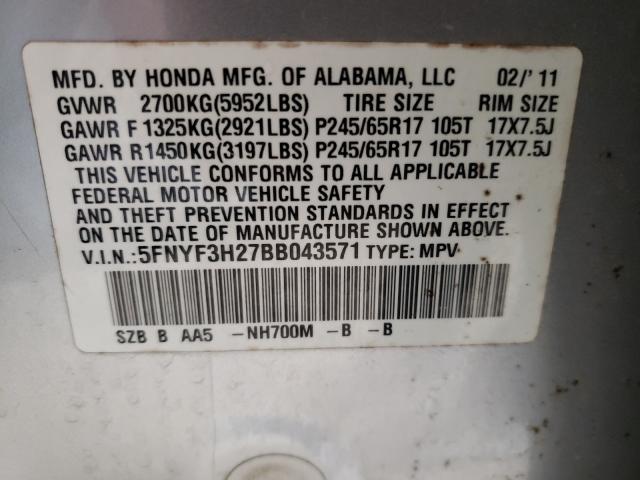 MFD. BY HONDA MFG. OF ALABAMA, LLC 02/'11
GVWR 2700KG(5952LBS) TIRE SIZE RIM SIZE
GAWR F 1325KG(2921LBS) P245/65R17 105T 17X7.5J
GAWR R1450KG(3197LBS) P245/65R17 105T 17X7.5J
THIS VEHICLE CONFORMS TO ALL APPLICABLE
FEDERAL MOTOR VEHICLE SAFETY
AND THEFT PREVENTION STANDARDS IN EFFECT
ON THE DATE OF MANUFACTURE SHOWN ABOVE.
V.I.N.:5FNYF3H27BB043571 TYPE: MPV
SZB B AA5 -NH700M -B -B